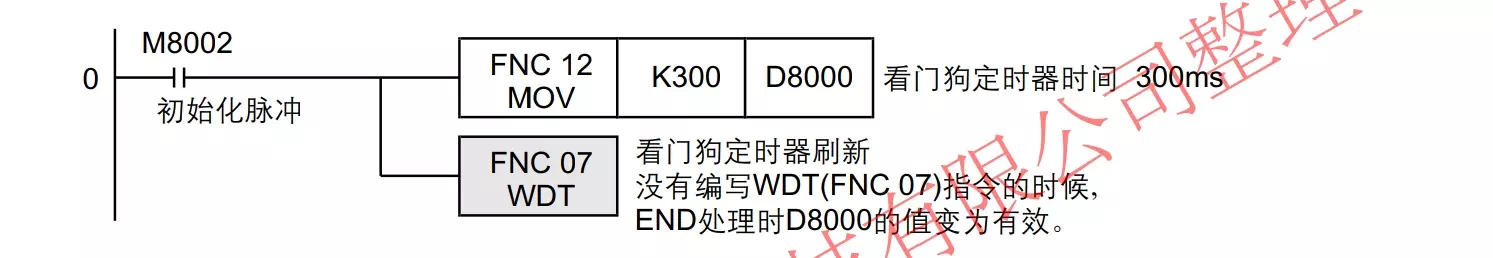 M8002
0
初始化脉冲
FNC 12
MOV
K300
D8000
看门狗定时器时间 300ms
FNC 07
WDT
看门狗定时器刷新
没有编写WDT(FNC 07)指令的时候，
END处理时D8000的值变为有效。
有限公司整理